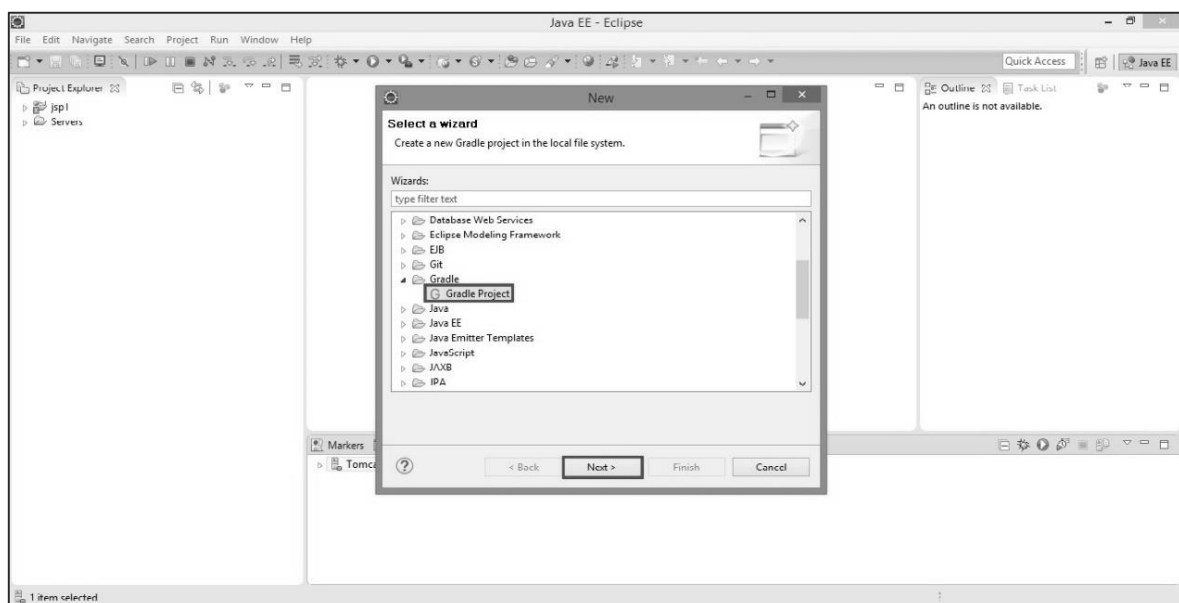 Java EE - Eclipse
File Edit Navigate Search Project Run Window Help
Quick Access
Java EE
Project Explorer
jsp1
Servers
New
Select a wizard
Create a new Gradle project in the local file system.
Wizards:
type filter text
Database Web Services
Eclipse Modeling Framework
EJB
Git
Gradle
Gradle Project
Java
Java EE
Java Emitter Templates
JavaScript
JAXB
JPA
< Back Next > Finish Cancel
Outline Task List
An outline is not available.
Markers
Tomca
1 item selected